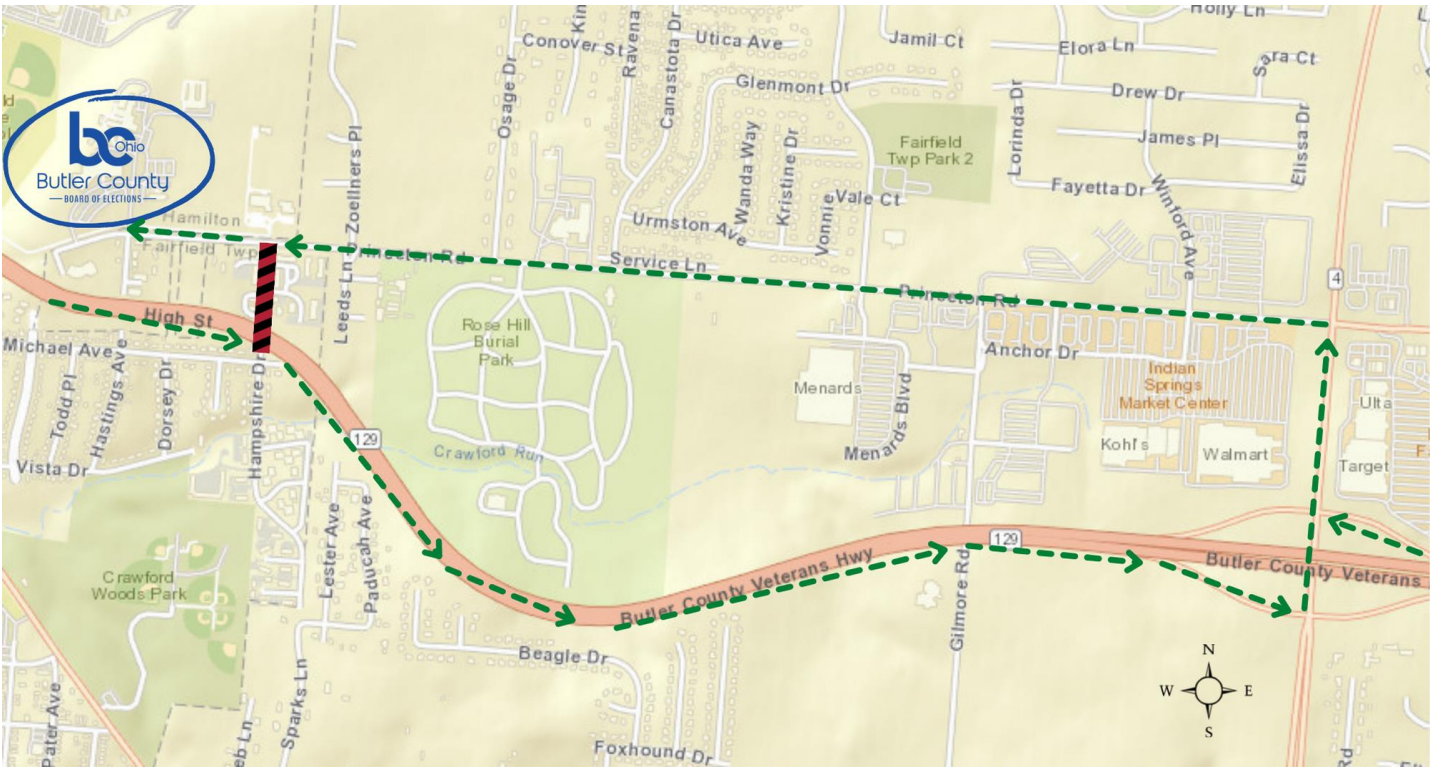 Holly Ln
Conover St
Ravena
Canastota Dr
Utica Ave
Jamil Ct
Elora Ln
Sara Ct
Osage Dr
Glenmont Dr
Drew Dr
Lorinda Dr
James Pl
Elissa Dr
bc Ohio
Butler County
BOARD OF ELECTIONS
Zoellners Pl
Wanda Way
Kristine Dr
Fairfield
Twp Park 2
Fayetta Dr
Winford Ave
Vale Ct
Vonnie
Hamilton
Fairfield Twp
Urmston Ave
Princeton Rd
Service Ln
Leeds Ln
4
Princeton Rd
High St
Rose Hill
Burial
Park
Michael Ave
Anchor Dr
Indian
Springs
Market Center
Menards
Menards Blvd
Todd Pl
Hastings Ave
Dorsey Dr
Hampshire Dr
Ulta
129
Kohl's
Walmart
Target
Vista Dr
Crawford Run
Lester Ave
Paducah Ave
129
Butler County Veterans Hwy
Butler County Veterans
Crawford
Woods Park
Gilmore Rd
Beagle Dr
Sparks Ln
Pater Ave
eb Ln
Foxhound Dr
N
W E
S
Rd